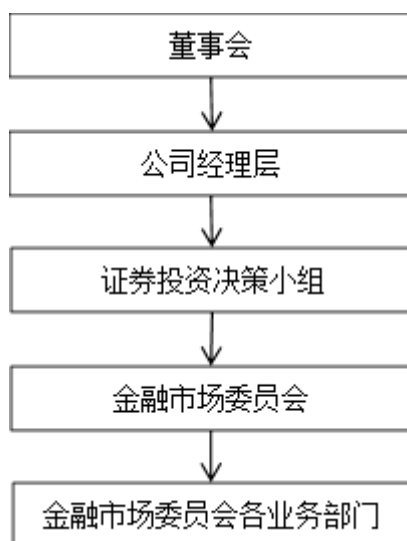 董事会
公司经理层
证券投资决策小组
金融市场委员会
金融市场委员会各业务部门